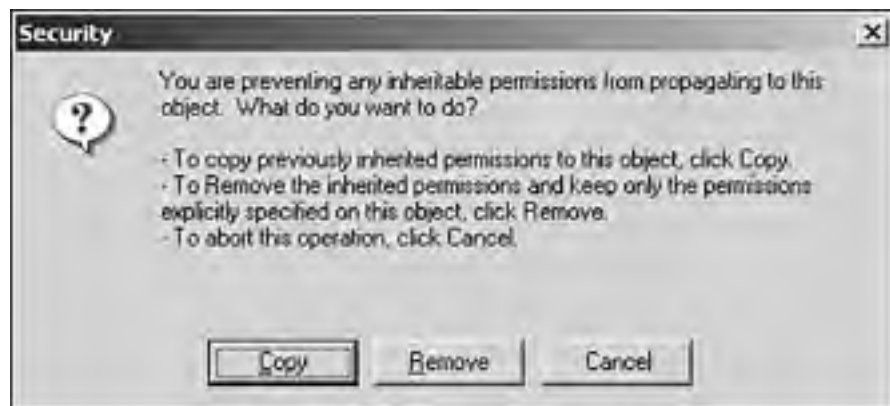 Security
You are preventing any inheritable permissions from propagating to this
object. What do you want to do?
- To copy previously inherited permissions to this object, click Copy.
- To Remove the inherited permissions and keep only the permissions
explicitly specified on this object, click Remove.
- To abort this operation, click Cancel.
Copy Remove Cancel